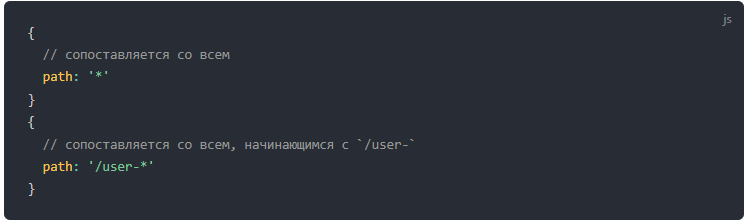 js
{
  // сопоставляется со всем
  path: '*'
}
{
  // сопоставляется со всем, начинающимся с `/user-`
  path: '/user-*'
}